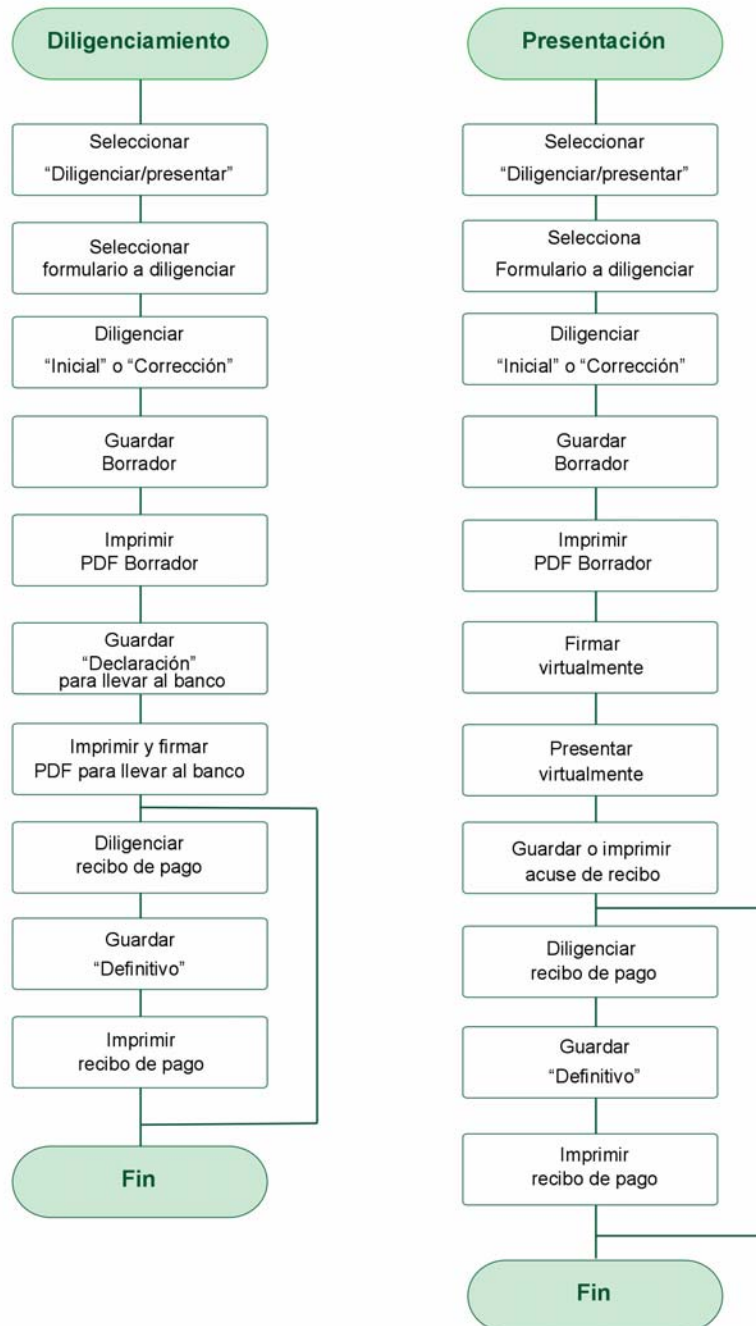 Diligenciamiento
Seleccionar
“Diligenciar/presentar”
Seleccionar
formulario a diligenciar
Diligenciar
“Inicial” o “Corrección”
Guardar
Borrador
Imprimir
PDF Borrador
Guardar
“Declaración”
para llevar al banco
Imprimir y firmar
PDF para llevar al banco
Diligenciar
recibo de pago
Guardar
“Definitivo”
Imprimir
recibo de pago
Fin
Presentación
Seleccionar
“Diligenciar/presentar”
Selecciona
Formulario a diligenciar
Diligenciar
“Inicial” o “Corrección”
Guardar
Borrador
Imprimir
PDF Borrador
Firmar
virtualmente
Presentar
virtualmente
Guardar o imprimir
acuse de recibo
Diligenciar
recibo de pago
Guardar
“Definitivo”
Imprimir
recibo de pago
Fin